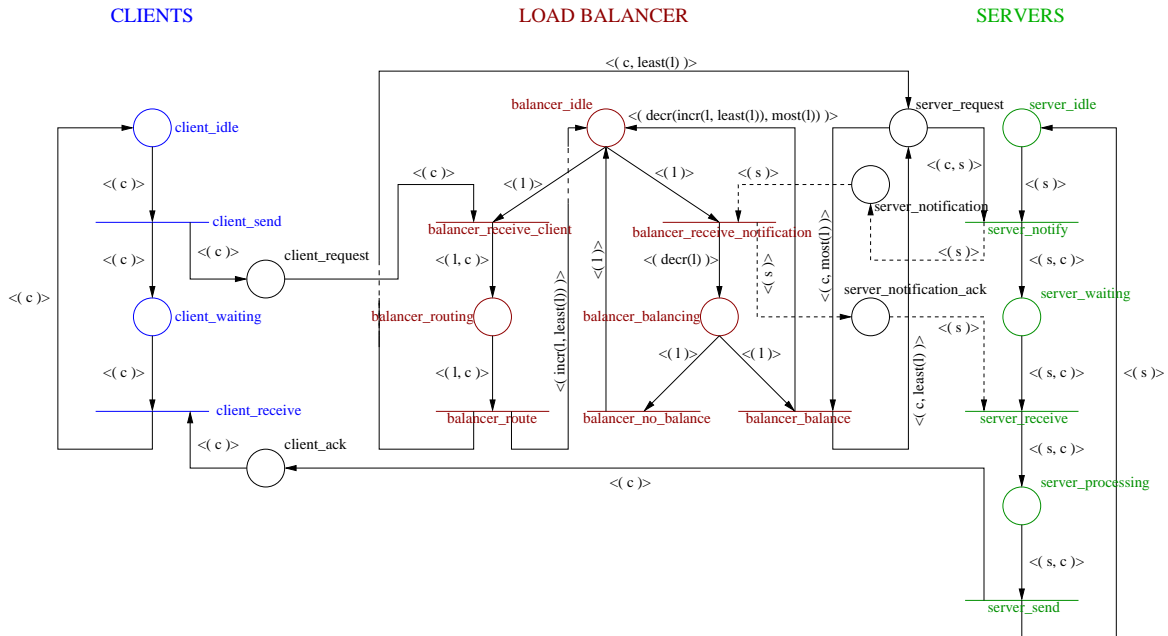 CLIENTS
LOAD BALANCER
SERVERS
<( c, least(l) )>
balancer_idle
server_request
server_idle
<( decr(incr(l, least(l)), most(l)) )>
client_idle
<( c )>
<( c )>
<( l )>
<( l )>
<( s )>
<( c, s )>
<( s )>
server_notification
client_send
balancer_receive_client
balancer_receive_notification
server_notify
<( c )>
<( c )>
client_request
<( l, c )>
<( l )>
<( decr(l) )>
<( s )>
<( c, most(l) )>
<( s )>
<( s, c )>
server_notification_ack
server_waiting
<( c )>
client_waiting
balancer_routing
<( incr(l, least(l)) )>
balancer_balancing
<( s )>
<( c )>
<( l, c )>
<( l )>
<( l )>
<( c, least(l) )>
<( s, c )>
<( s )>
client_receive
balancer_route
balancer_no_balance
balancer_balance
server_receive
<( c )>
client_ack
<( s, c )>
<( c )>
server_processing
<( s, c )>
server_send